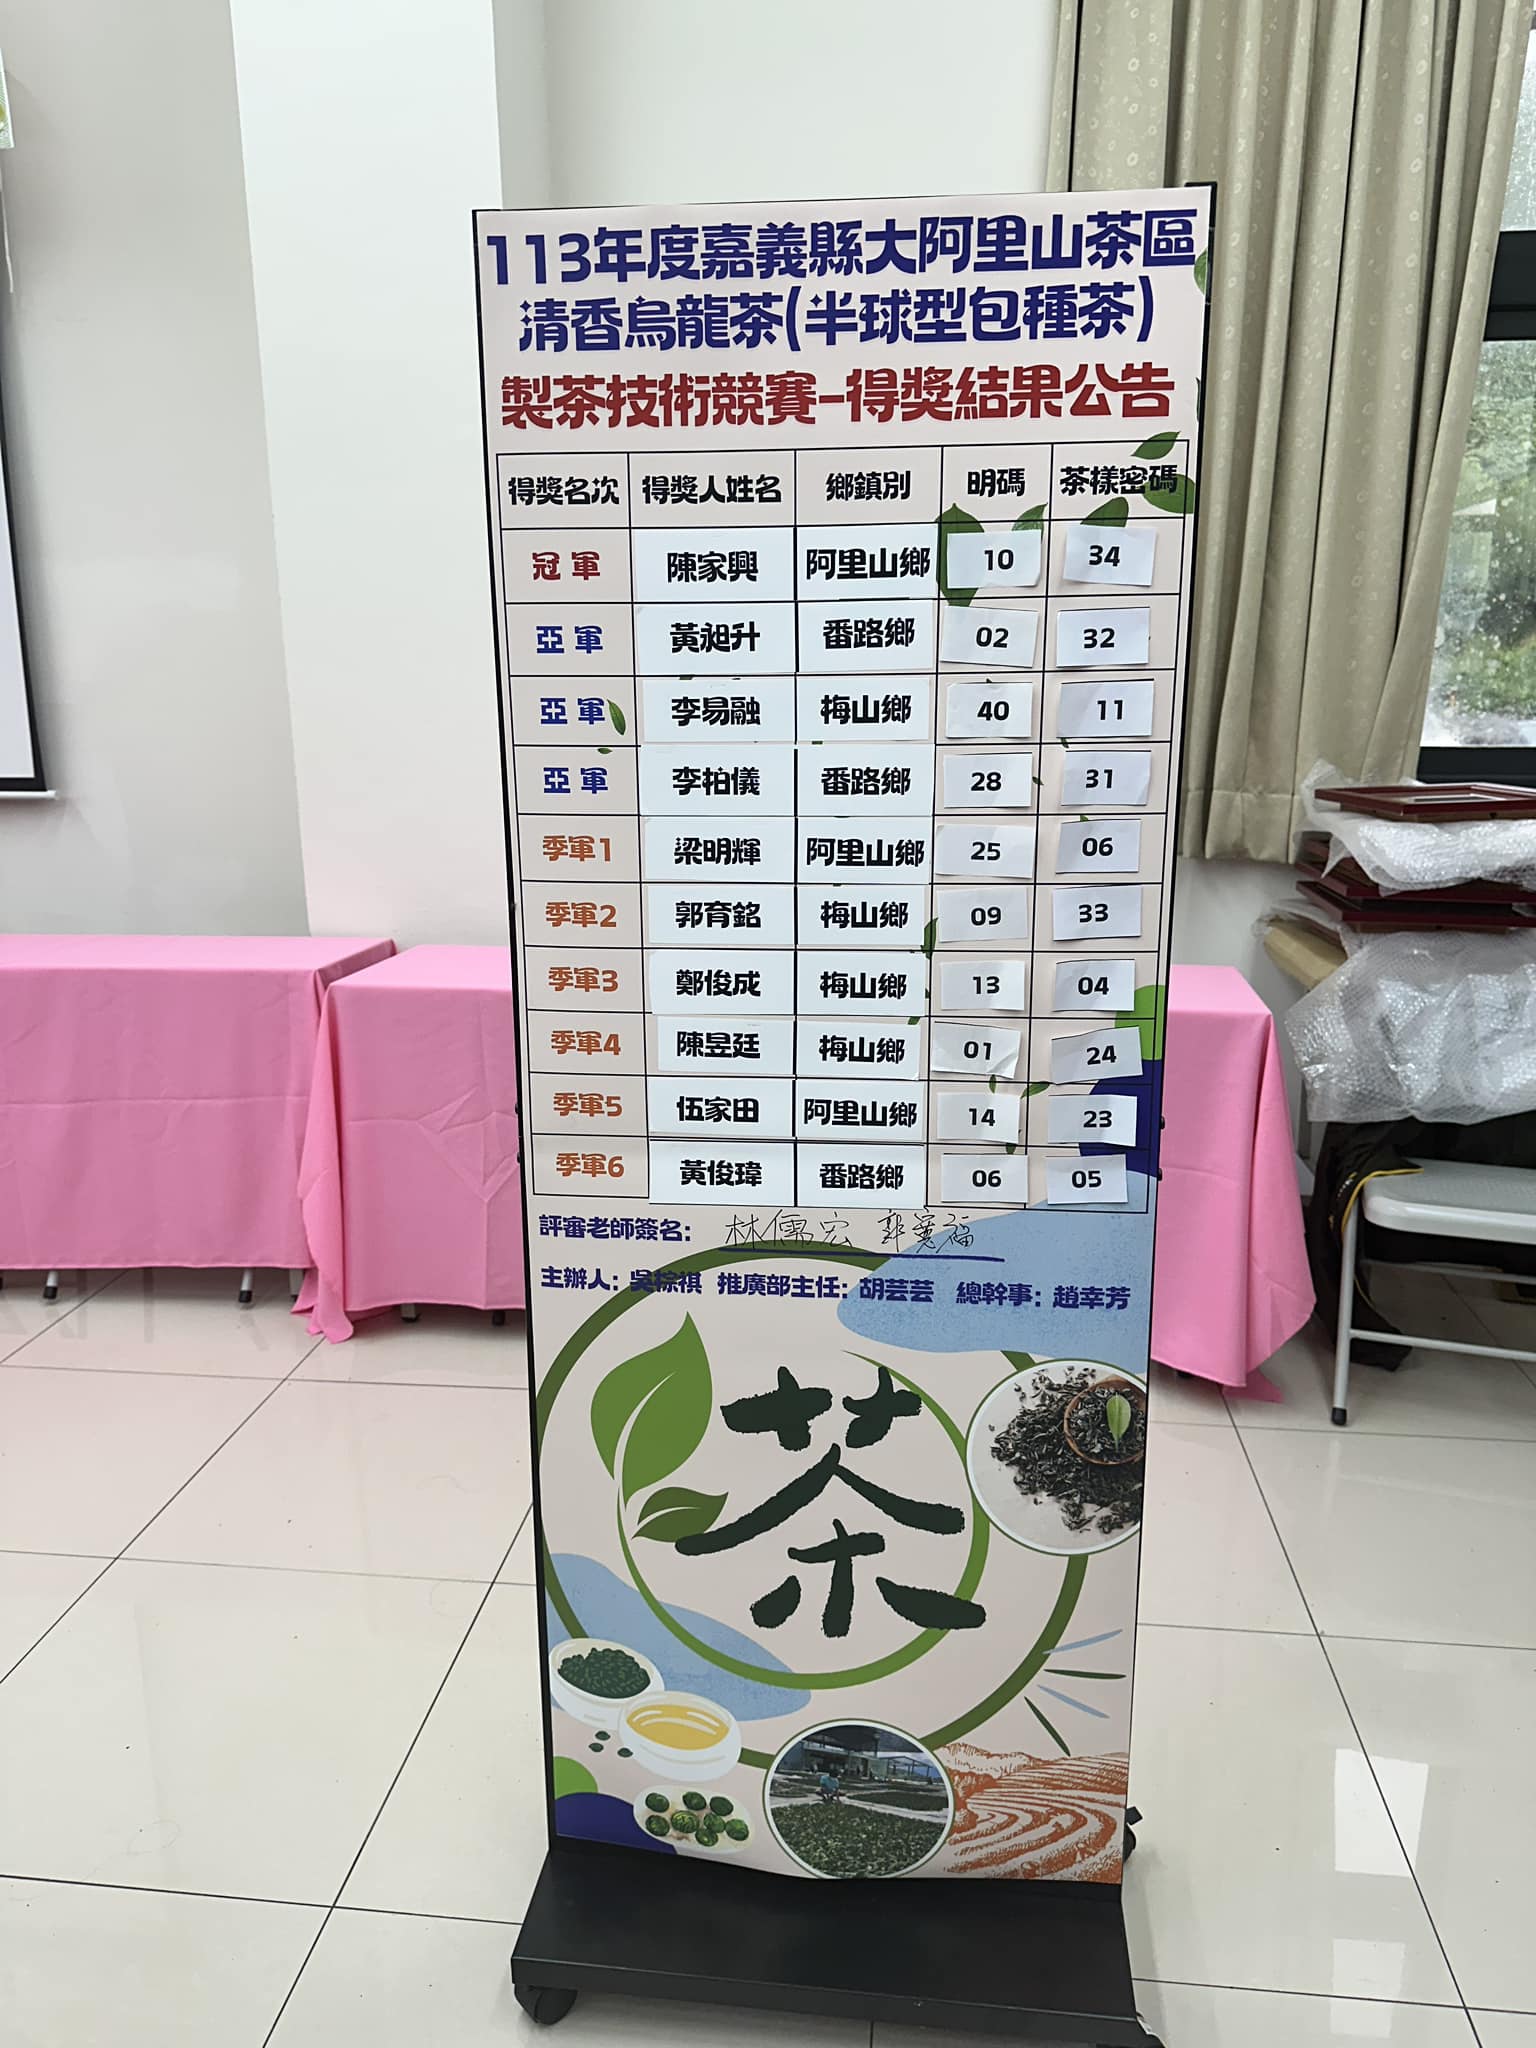 113年度嘉義縣大阿里山茶區
清香烏龍茶(半球型包種茶)
製茶技術競賽-得獎結果公告
得獎名次 得獎人姓名 鄉鎮別 明碼 茶樣密碼
冠軍 陳家興 阿里山鄉 10 34
亞軍 黃昶升 番路鄉 02 32
亞軍 李易融 梅山鄉 40 11
亞軍 李柏儀 番路鄉 28 31
季軍1 梁明輝 阿里山鄉 25 06
季軍2 郭育銘 梅山鄉 09 33
季軍3 鄭俊成 梅山鄉 13 04
季軍4 陳昱廷 梅山鄉 01 24
季軍5 伍家田 阿里山鄉 14 23
季軍6 黃俊瑋 番路鄉 06 05
評審老師簽名: 林儒宏 郭寬福
主辦人: 吳棕祺 推廣部主任: 胡芸芸 總幹事: 趙幸芳
茶